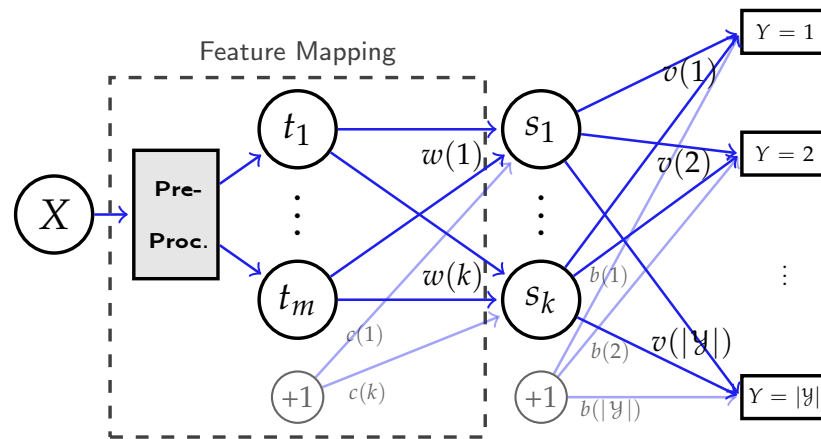 Feature Mapping
X
Pre-
Proc.
t₁
⋮
tₘ
+1
w(1)
w(k)
c(1)
c(k)
s₁
⋮
sₖ
+1
v(1)
v(2)
v(|𝒴|)
b(1)
b(2)
b(|𝒴|)
Y = 1
Y = 2
⋮
Y = |𝒴|